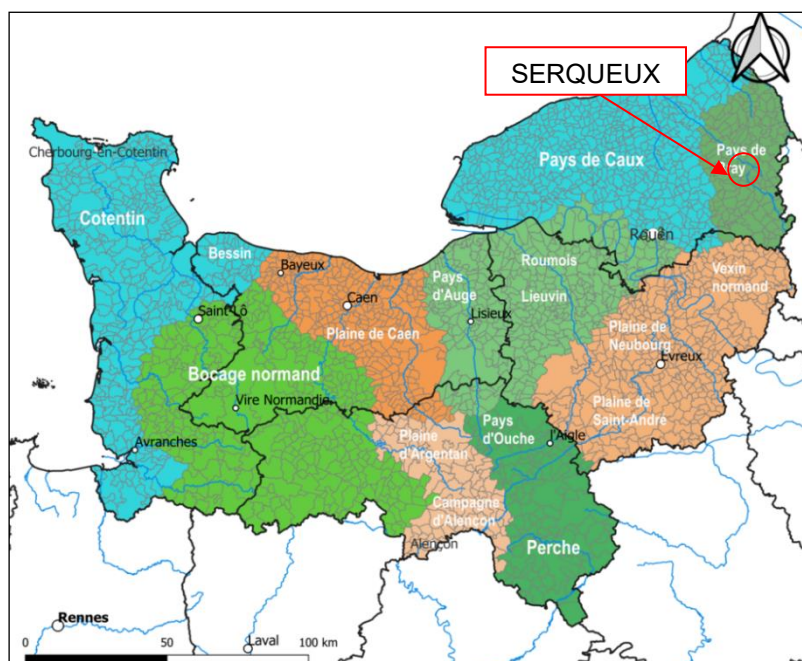 SERQUEUX
Pays de
Bray
Pays de Caux
Cherbourg-en-Cotentin
Cotentin
Rouen
Bessin
Bayeux
Roumois
Vexin
normand
Pays
d'Auge
Caen
Lieuvin
Saint-Lô
Plaine de Caen
Lisieux
Plaine de
Neubourg
Evreux
Bocage normand
Vire Normandie
Plaine de
Saint-André
Pays
d'Ouche
l'Aigle
Avranches
Plaine
d'Argentan
Campagne
d'Alençon
Alençon
Perche
Rennes
Laval
0 50 100 km